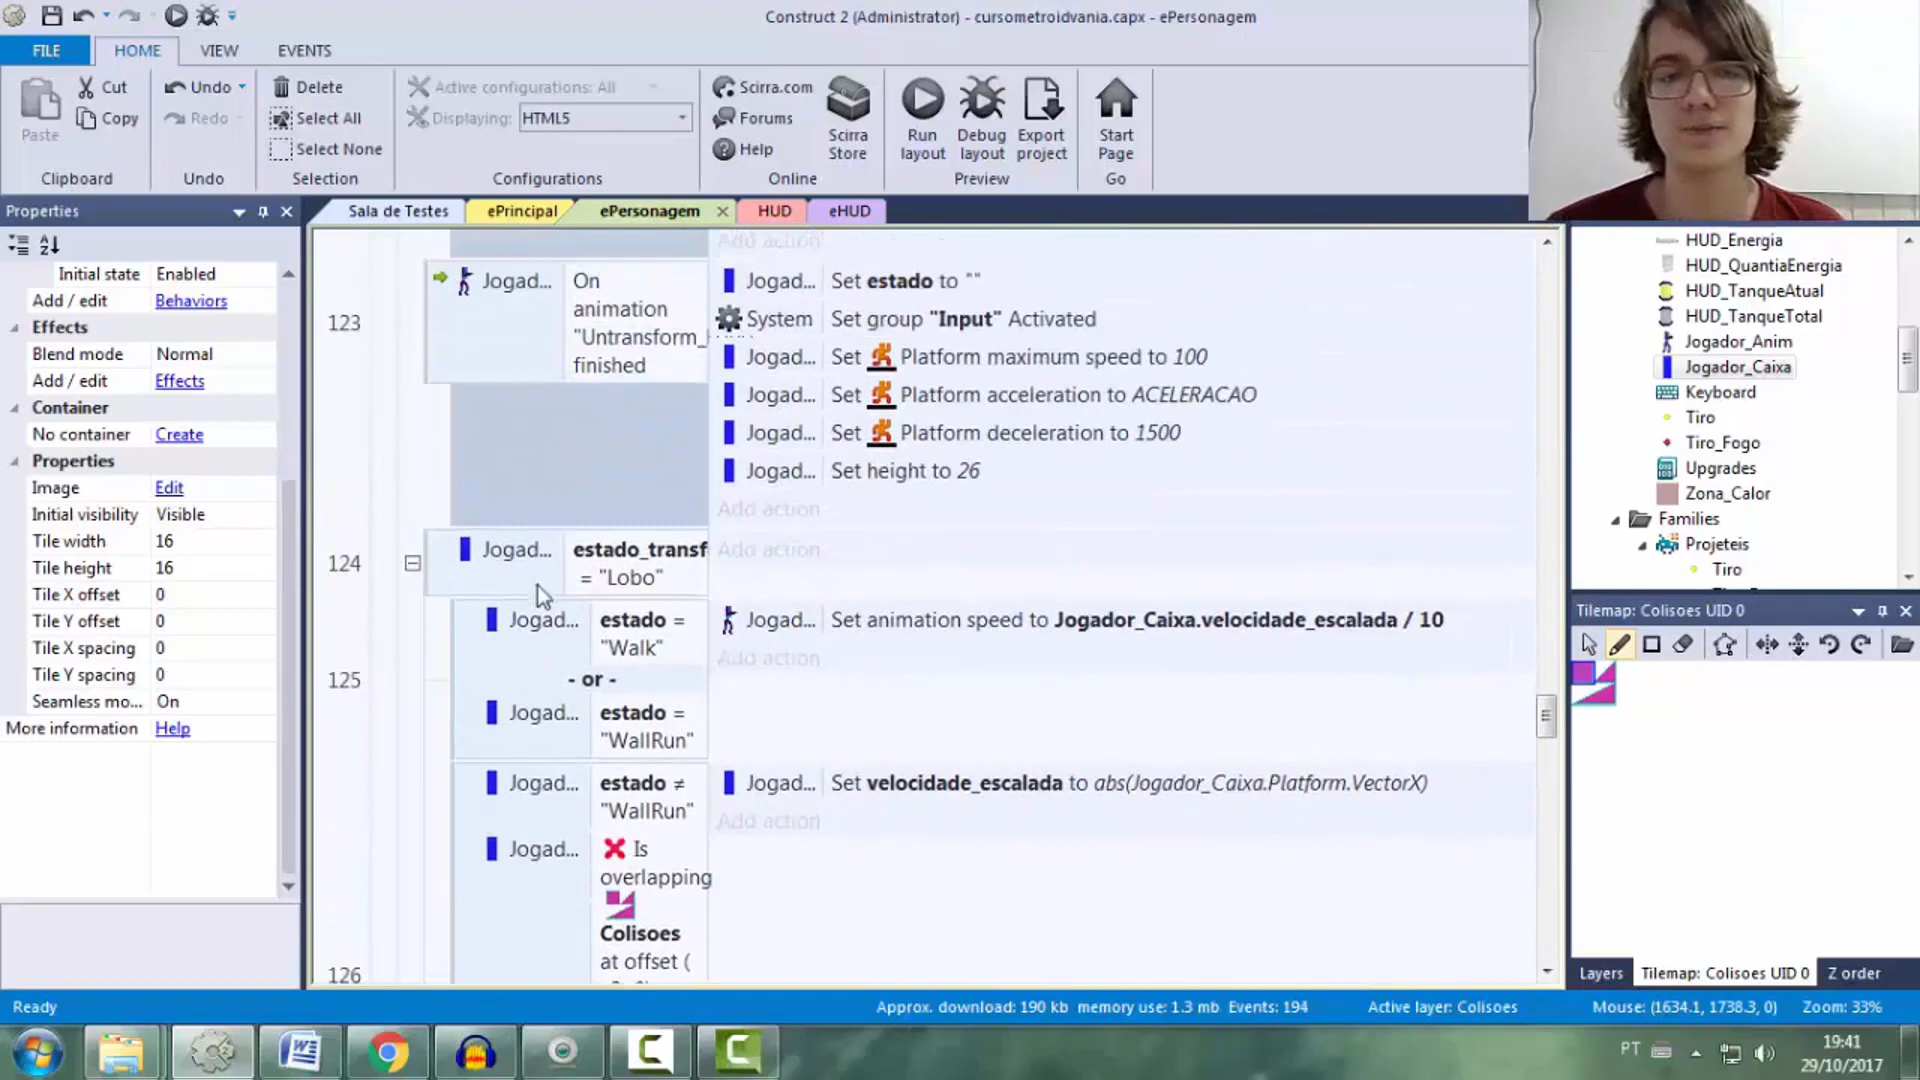 Construct 2 (Administrator) - cursometroidvania.capx - ePersonagem
FILE HOME VIEW EVENTS
Paste Cut Copy Clipboard
Undo Redo Undo
Delete Select All Select None Selection
Active configurations: All
Displaying: HTML5
Configurations
Scirra.com Forums Help Scirra Store Online
Run layout Debug layout Export project Preview
Start Page Go
Properties
Sala de Testes ePrincipal ePersonagem HUD eHUD
Initial state Enabled
Add / edit Behaviors
Effects
Blend mode Normal
Add / edit Effects
Container
No container Create
Properties
Image Edit
Initial visibility Visible
Tile width 16
Tile height 16
Tile X offset 0
Tile Y offset 0
Tile X spacing 0
Tile Y spacing 0
Seamless mo... On
More information Help
Add action
123 Jogad... On animation "Untransform_ finished
Jogad... Set estado to ""
System Set group "Input" Activated
Jogad... Set Platform maximum speed to 100
Jogad... Set Platform acceleration to ACELERACAO
Jogad... Set Platform deceleration to 1500
Jogad... Set height to 26
Add action
124 Jogad... estado_transf = "Lobo"
Add action
125 Jogad... estado = "Walk"
- or -
Jogad... estado = "WallRun"
Jogad... Set animation speed to Jogador_Caixa.velocidade_escalada / 10
Add action
126 Jogad... estado ≠ "WallRun"
Jogad... Is overlapping Colisoes at offset (
Jogad... Set velocidade_escalada to abs(Jogador_Caixa.Platform.VectorX)
Add action
HUD_Energia
HUD_QuantiaEnergia
HUD_TanqueAtual
HUD_TanqueTotal
Jogador_Anim
Jogador_Caixa
Keyboard
Tiro
Tiro_Fogo
Upgrades
Zona_Calor
Families
Projeteis
Tiro
Tilemap: Colisoes UID 0
Layers Tilemap: Colisoes UID 0 Z order
Ready
Approx. download: 190 kb memory use: 1.3 mb Events: 194
Active layer: Colisoes
Mouse: (1634.1, 1738.3, 0)
Zoom: 33%
PT
19:41
29/10/2017